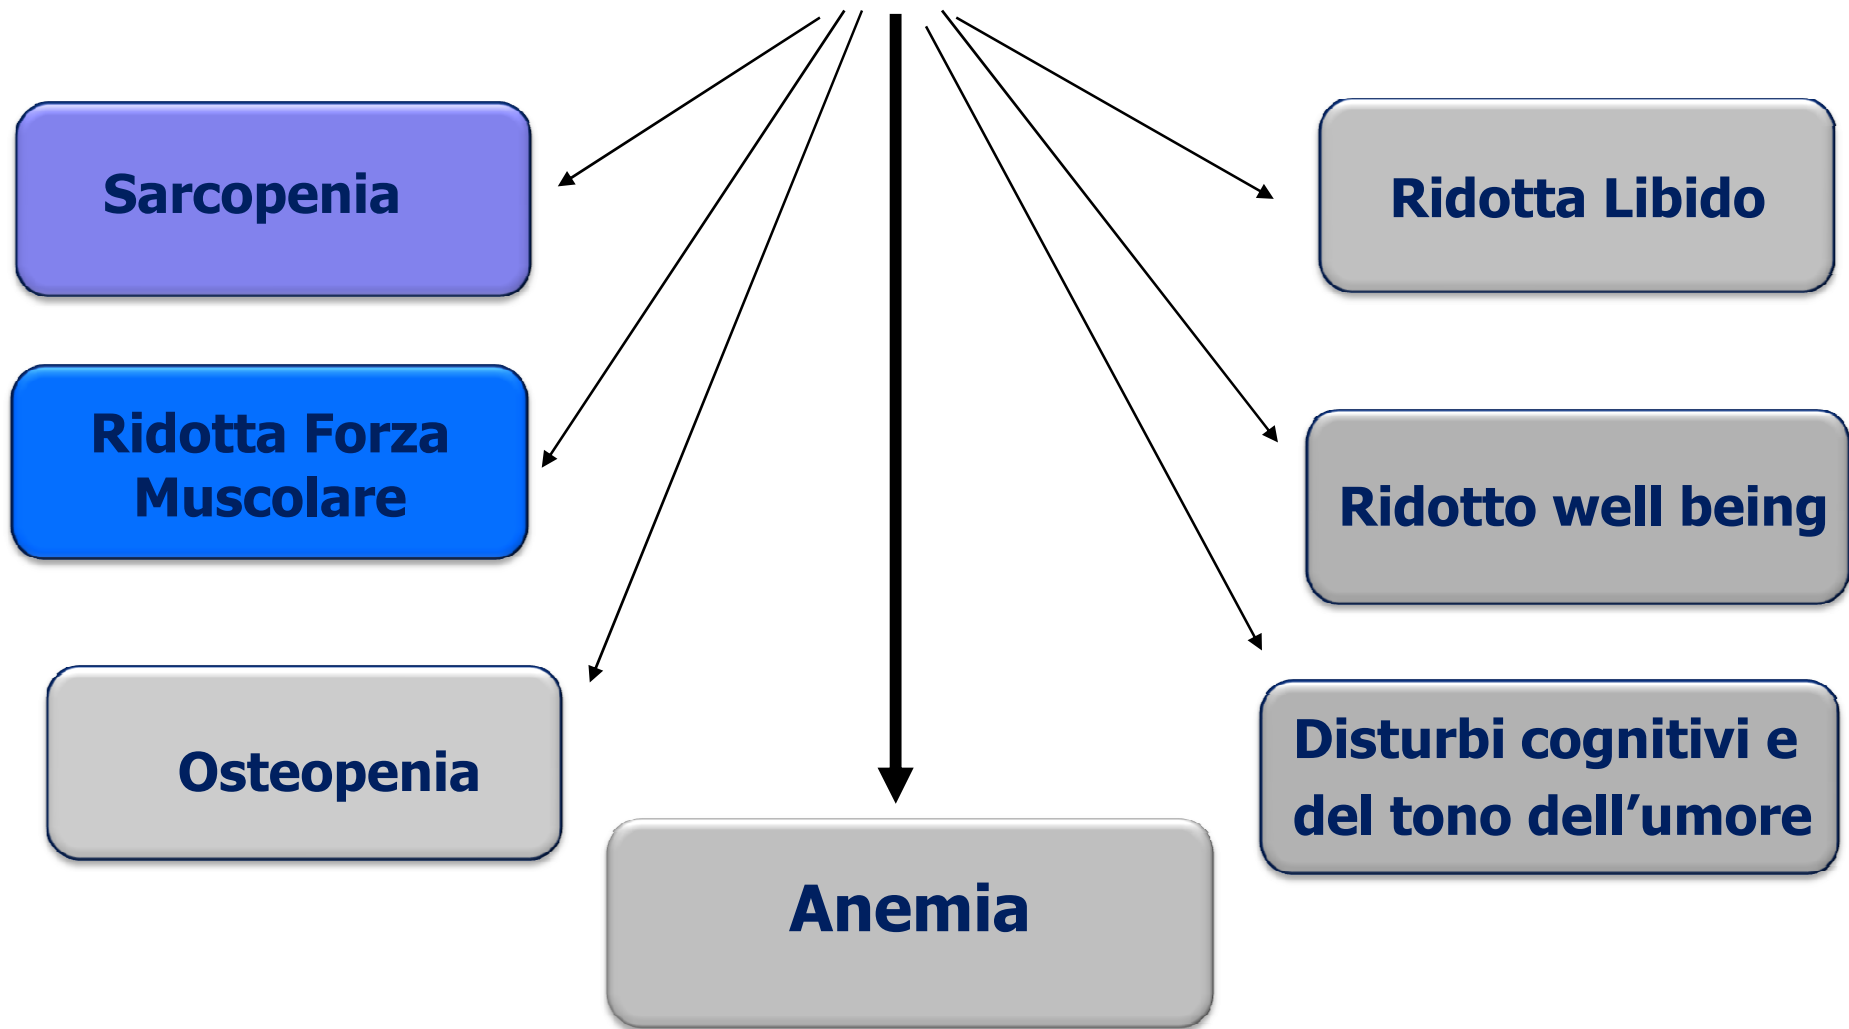 Sarcopenia
Ridotta Forza
Muscolare
Osteopenia
Anemia
Ridotta Libido
Ridotto well being
Disturbi cognitivi e
del tono dell’umore